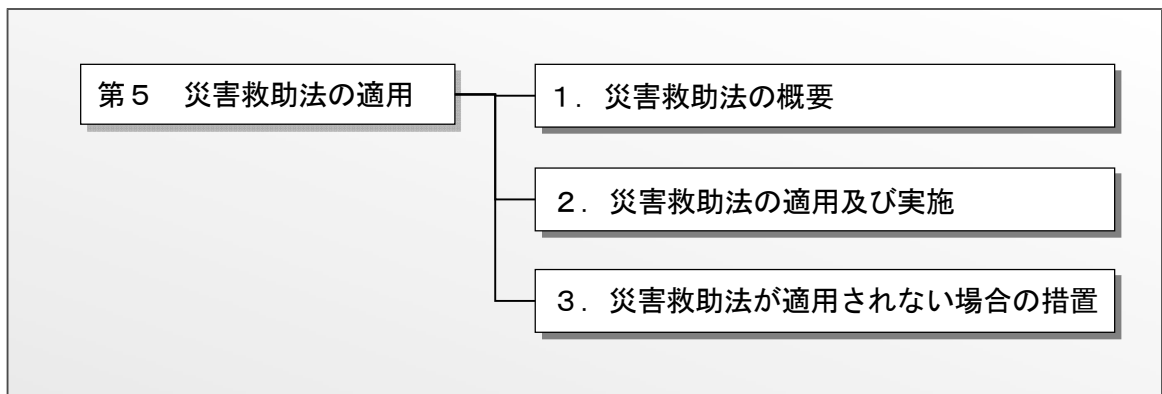 第５　災害救助法の適用
１．災害救助法の概要
２．災害救助法の適用及び実施
３．災害救助法が適用されない場合の措置